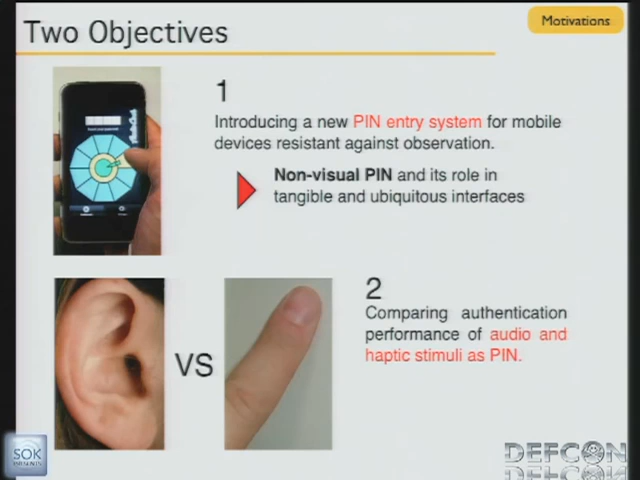 Two Objectives
Motivations
1
Introducing a new PIN entry system for mobile
devices resistant against observation.
Non-visual PIN and its role in
tangible and ubiquitous interfaces
2
Comparing authentication
performance of audio and
haptic stimuli as PIN.
VS
SOK
PRESENTS
DEFCON